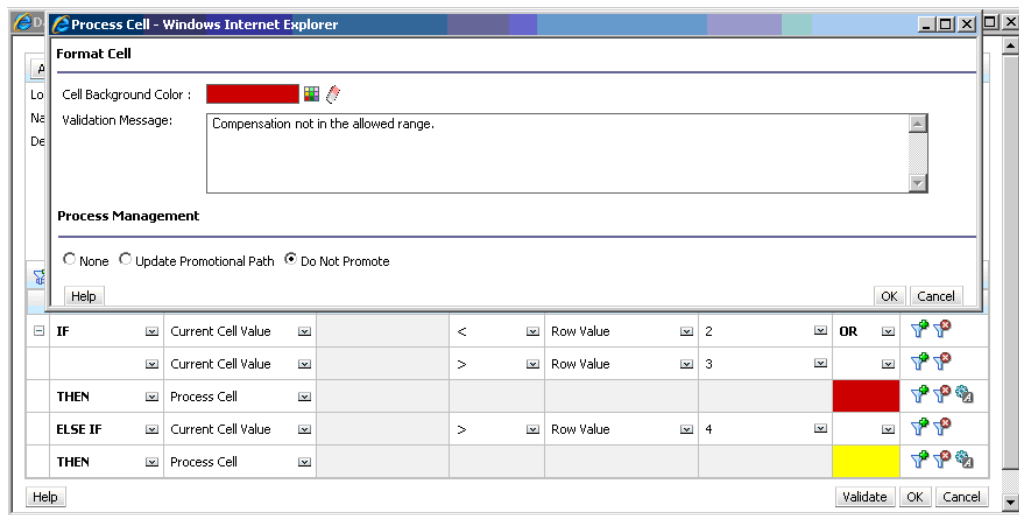 Process Cell - Windows Internet Explorer
Format Cell
Cell Background Color :
Validation Message:
Compensation not in the allowed range.
Process Management
None Update Promotional Path Do Not Promote
Help OK Cancel
D
A
Lo
Na
De
IF Current Cell Value < Row Value 2 OR
Current Cell Value > Row Value 3
THEN Process Cell
ELSE IF Current Cell Value > Row Value 4
THEN Process Cell
Help Validate OK Cancel